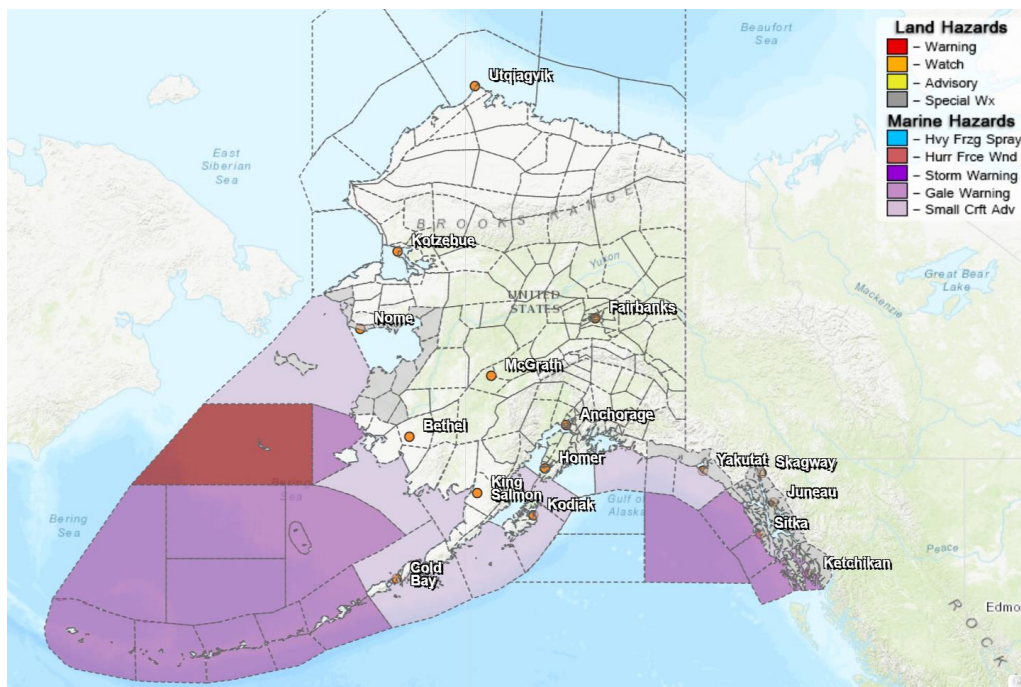 Beaufort
Sea
Land Hazards
– Warning
– Watch
– Advisory
– Special Wx
Marine Hazards
– Hvy Frzg Spray
– Hurr Frce Wnd
– Storm Warning
– Gale Warning
– Small Crft Adv
Utqiagvik
East
Siberian
Sea
BROOKS RANGE
Kotzebue
Yukon
Great Bear
Lake
Mackenzie
UNITED
STATES
Fairbanks
Nome
McGrath
Anchorage
Bethel
Homer
Yakutat
Skagway
King
Salmon
Juneau
Kodiak
Gulf of
Alaska
Sitka
Bering
Sea
Peace
Ketchikan
Cold
Bay
Edmo
ROCK